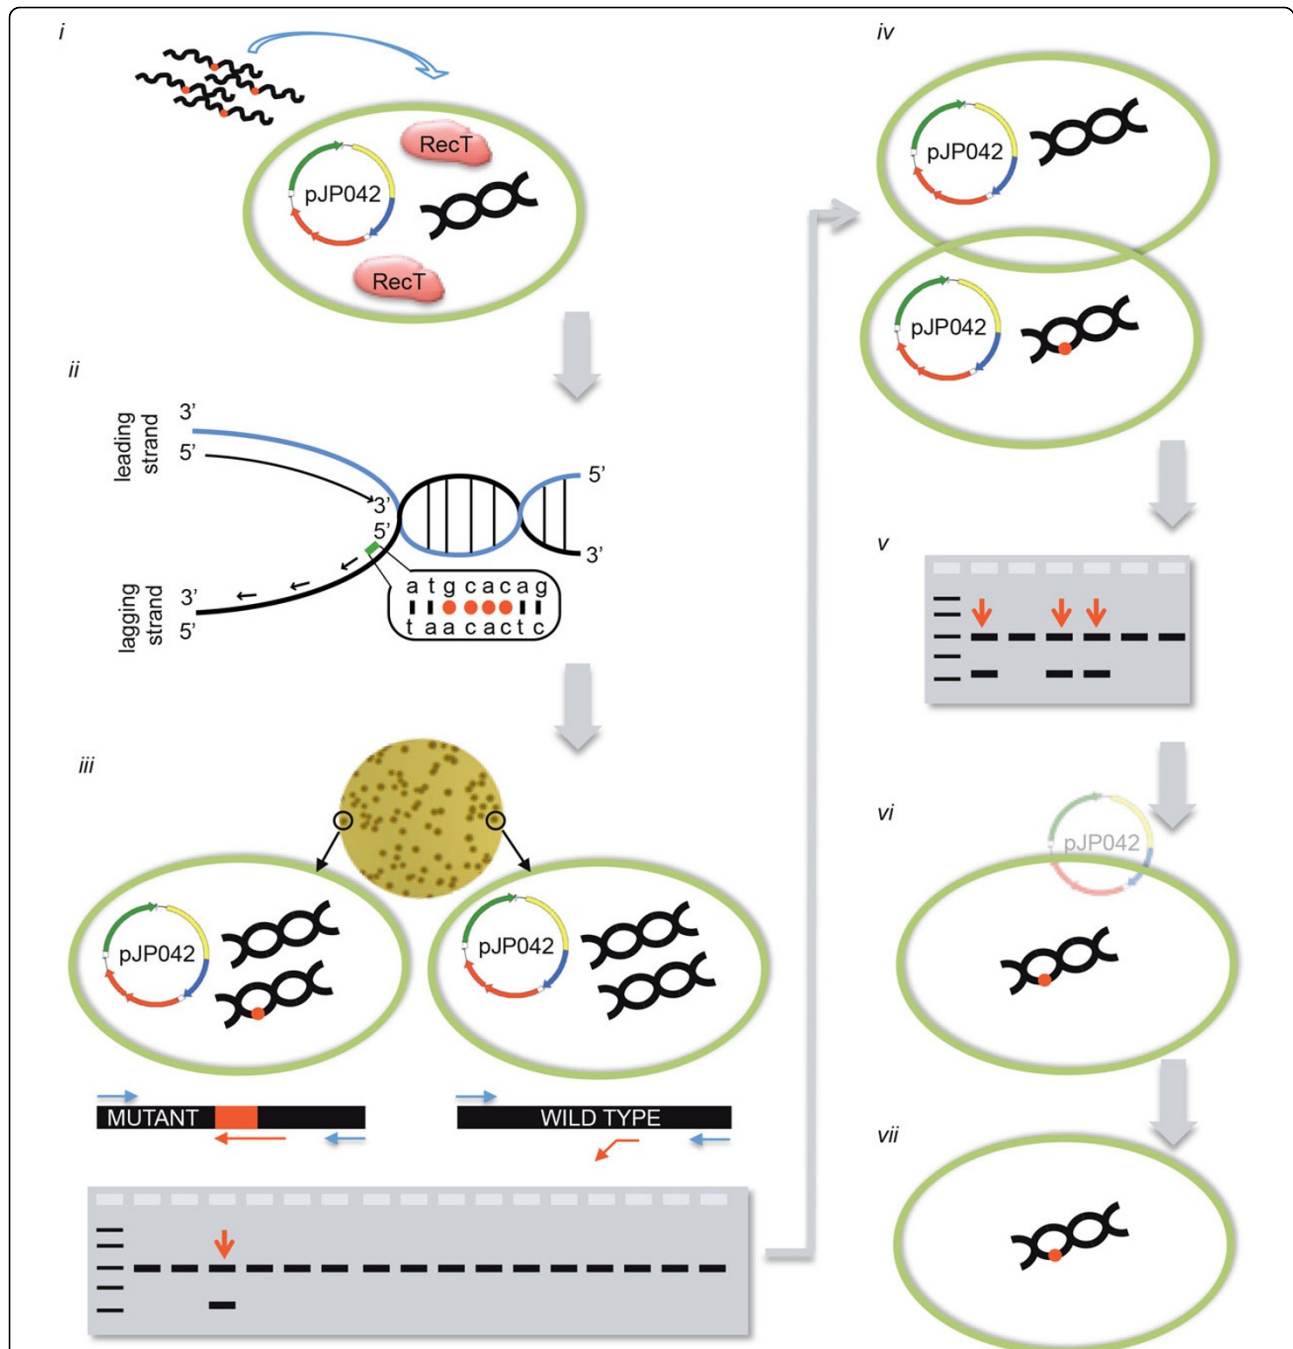 i
RecT
pJP042
RecT
ii
leading
strand
3'
5'
3'
5'
5'
3'
a t g c a c a g
t a a c a c t c
lagging
strand
3'
5'
iii
pJP042
pJP042
MUTANT
WILD TYPE
iv
pJP042
pJP042
v
vi
pJP042
vii